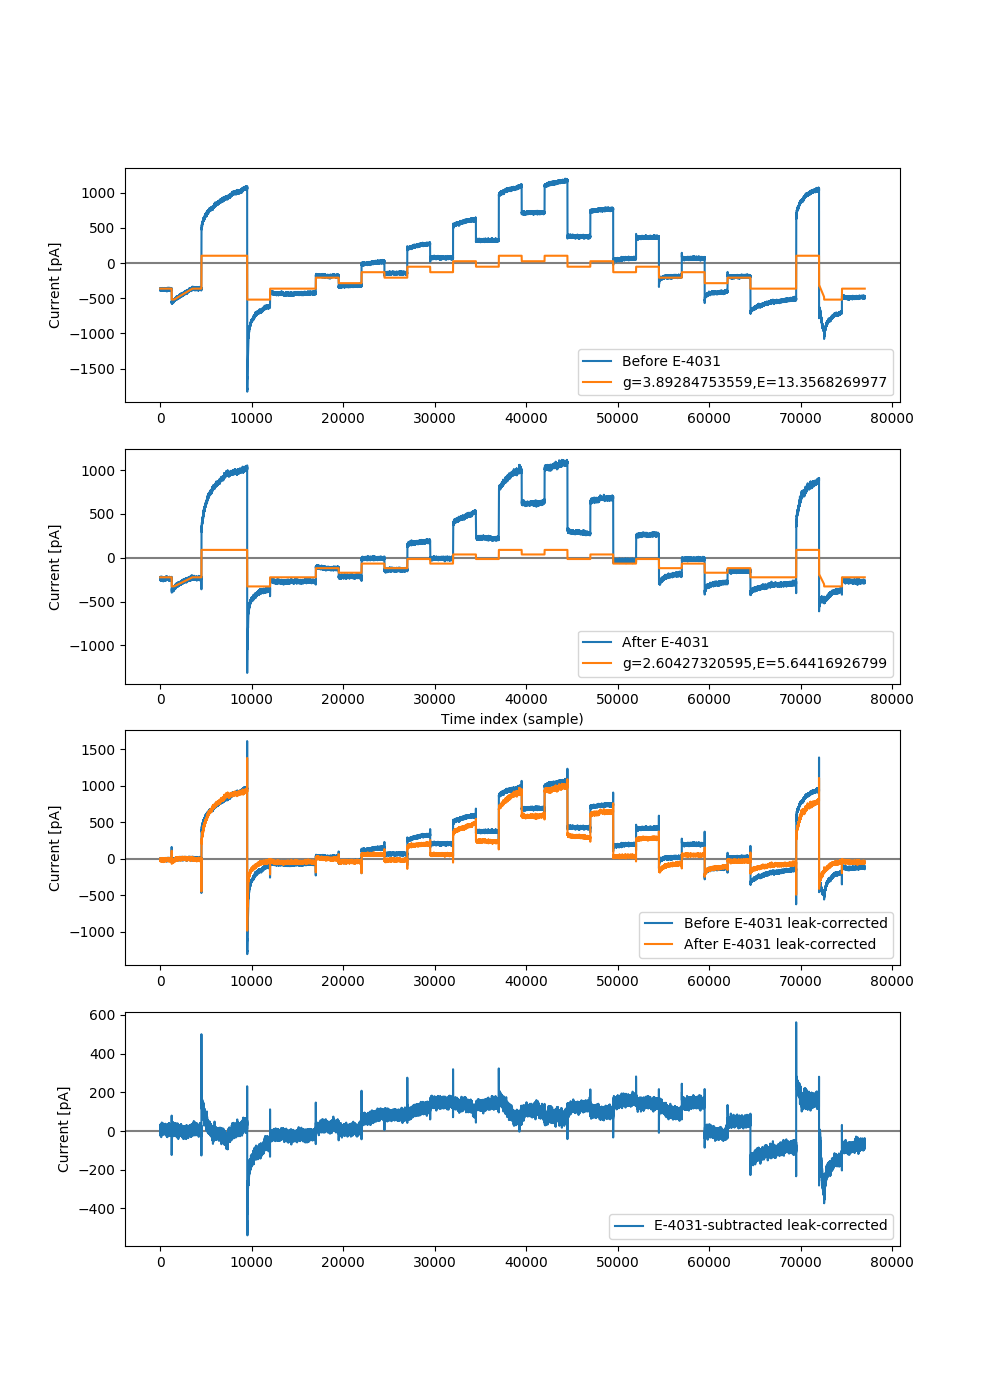 1000
500
0
−500
−1000
−1500
Current [pA]
Before E-4031
g=3.89284753559,E=13.3568269977
0 10000 20000 30000 40000 50000 60000 70000 80000
1000
500
0
−500
−1000
Current [pA]
After E-4031
g=2.60427320595,E=5.64416926799
0 10000 20000 30000 40000 50000 60000 70000 80000
Time index (sample)
1500
1000
500
0
−500
−1000
Current [pA]
Before E-4031 leak-corrected
After E-4031 leak-corrected
0 10000 20000 30000 40000 50000 60000 70000 80000
600
400
200
0
−200
−400
Current [pA]
E-4031-subtracted leak-corrected
0 10000 20000 30000 40000 50000 60000 70000 80000